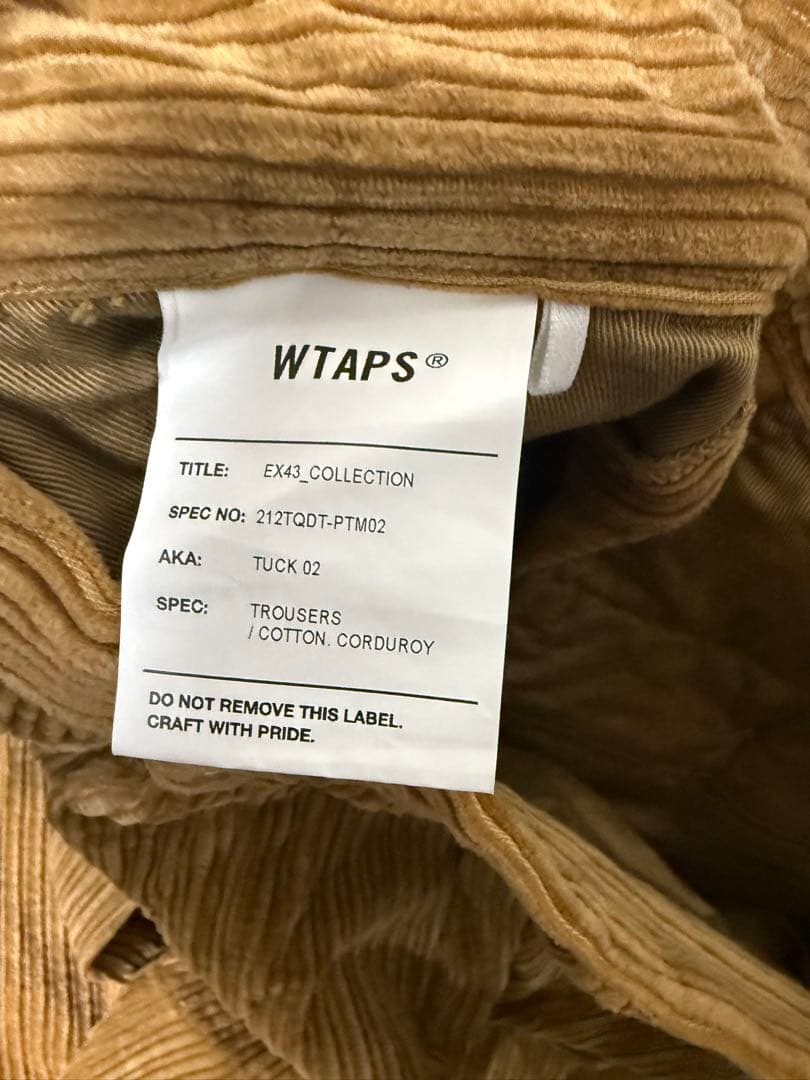 WTAPS®
TITLE: EX43_COLLECTION
SPEC NO: 212TQDT-PTM02
AKA: TUCK 02
SPEC: TROUSERS
/ COTTON. CORDUROY
DO NOT REMOVE THIS LABEL.
CRAFT WITH PRIDE.